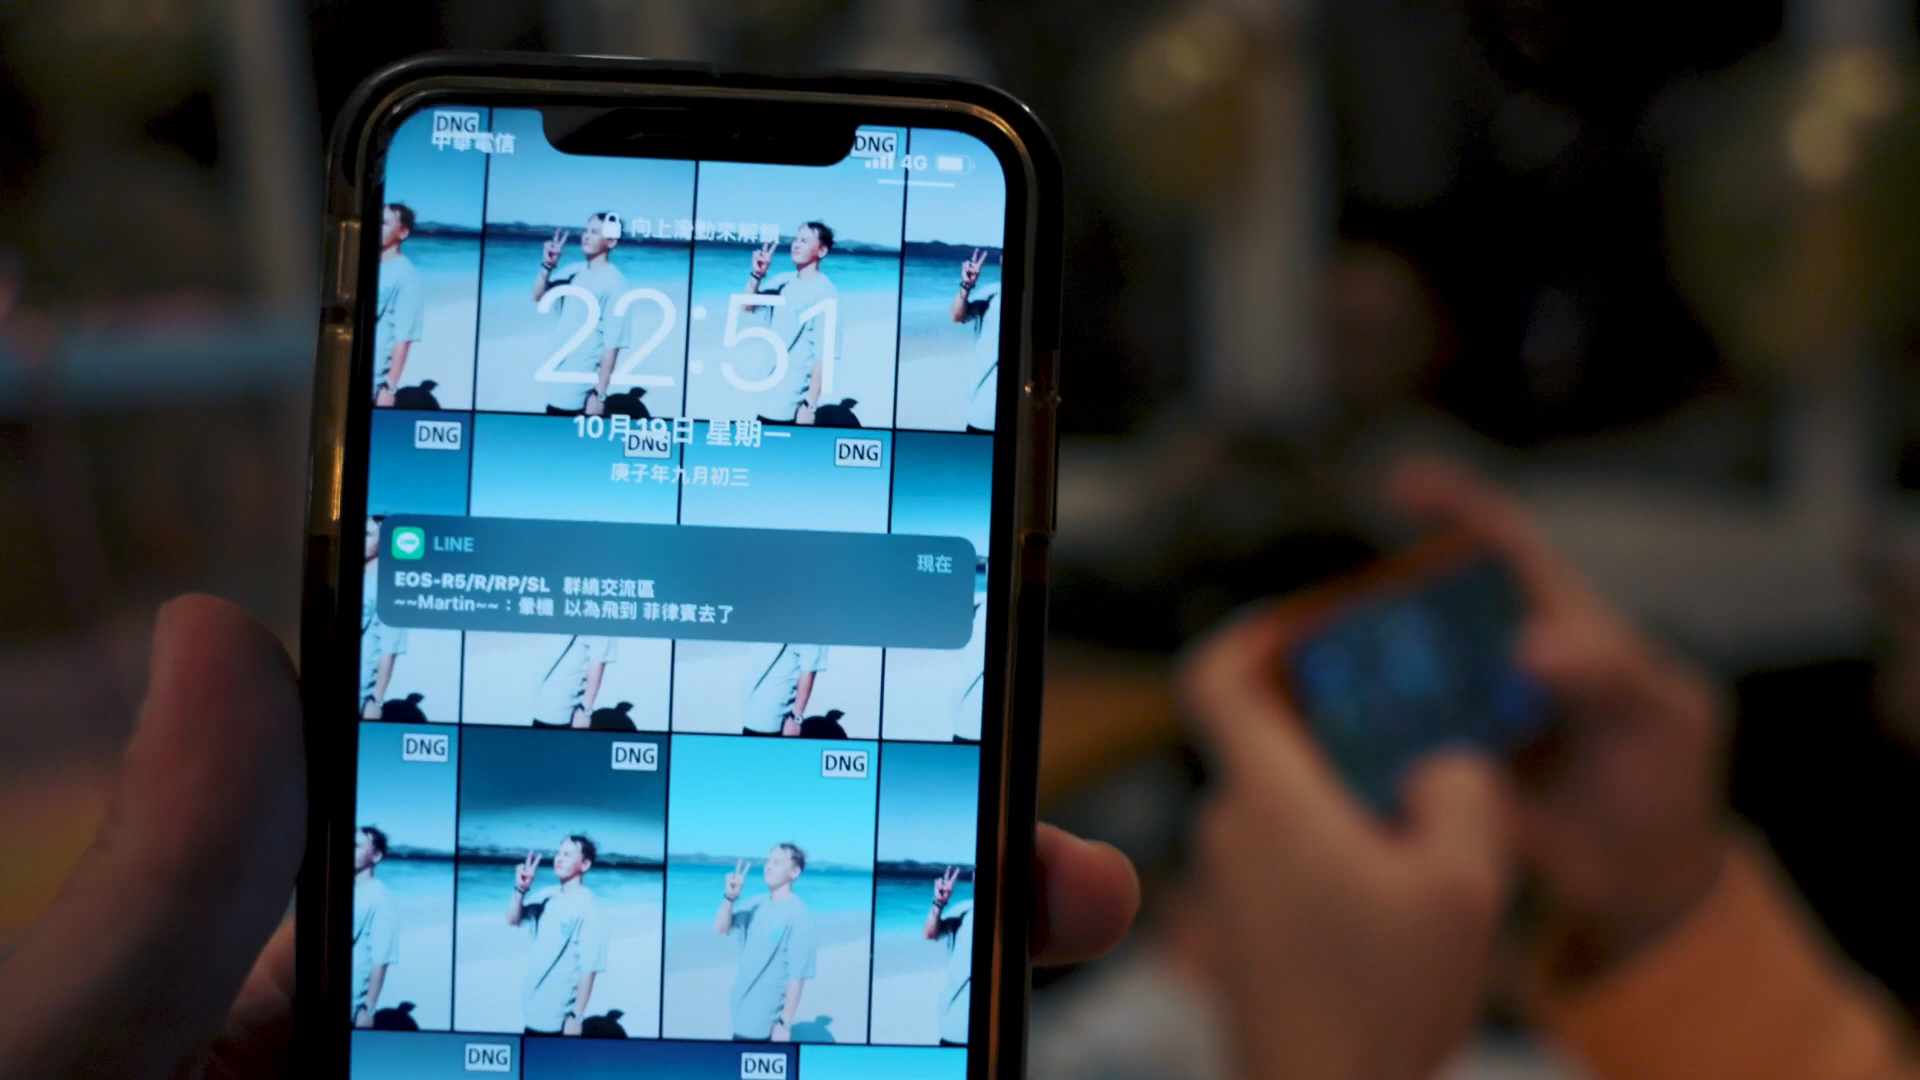 DNG
中華電信
DNG
4G
向上滑動來解鎖
22:51
10月19日 星期一
DNG
DNG
DNG
庚子年九月初三
LINE
現在
EOS-R5/R/RP/SL 群繞交流區
~~Martin~~：暈機 以為飛到 菲律賓去了
DNG
DNG
DNG
DNG
DNG